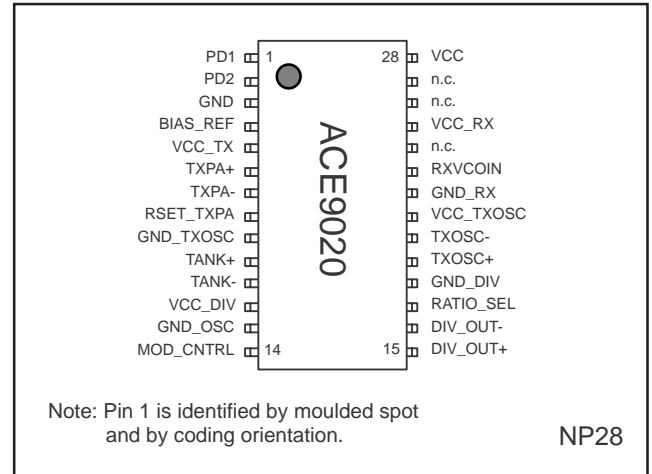 PD1 1 28 VCC
PD2 n.c.
GND n.c.
BIAS_REF VCC_RX
VCC_TX n.c.
TXPA+ RXVCOIN
TXPA- GND_RX
RSET_TXPA VCC_TXOSC
GND_TXOSC TXOSC-
TANK+ TXOSC+
TANK- GND_DIV
VCC_DIV RATIO_SEL
GND_OSC DIV_OUT-
MOD_CNTRL 14 15 DIV_OUT+
ACE9020
Note: Pin 1 is identified by moulded spot
and by coding orientation.
NP28